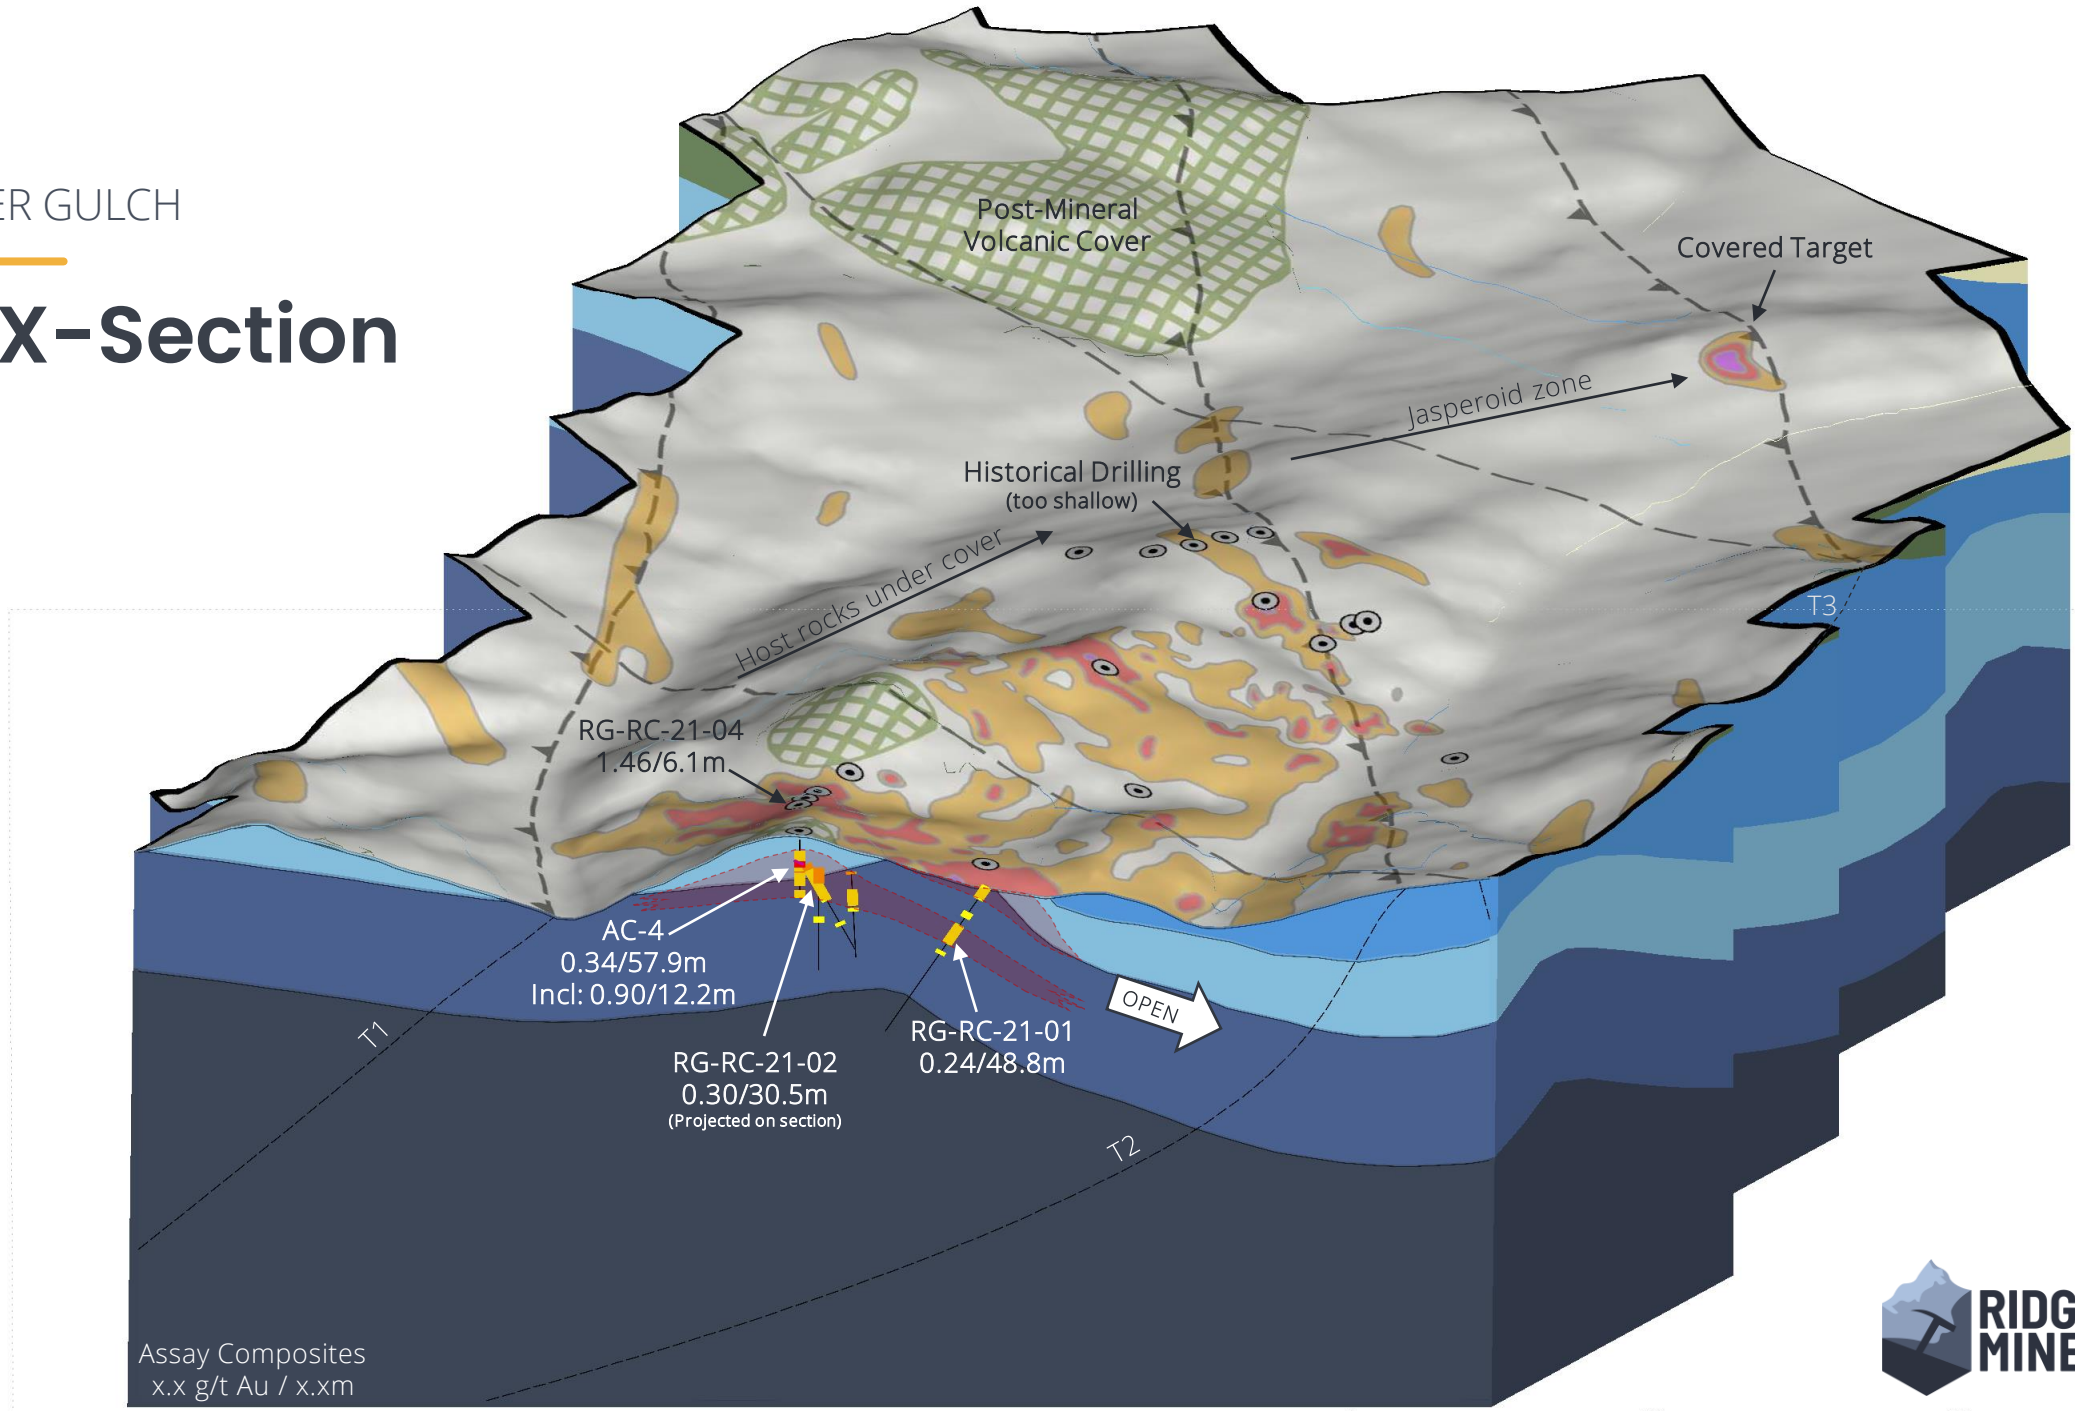 ER GULCH
X-Section
Post-Mineral
Volcanic Cover
Covered Target
Jasperoid zone
Historical Drilling
(too shallow)
Host rocks under cover
T3
RG-RC-21-04
1.46/6.1m
AC-4
0.34/57.9m
Incl: 0.90/12.2m
OPEN
T1
RG-RC-21-01
0.24/48.8m
RG-RC-21-02
0.30/30.5m
(Projected on section)
T2
Assay Composites
x.x g/t Au / x.xm
RIDG
MINE